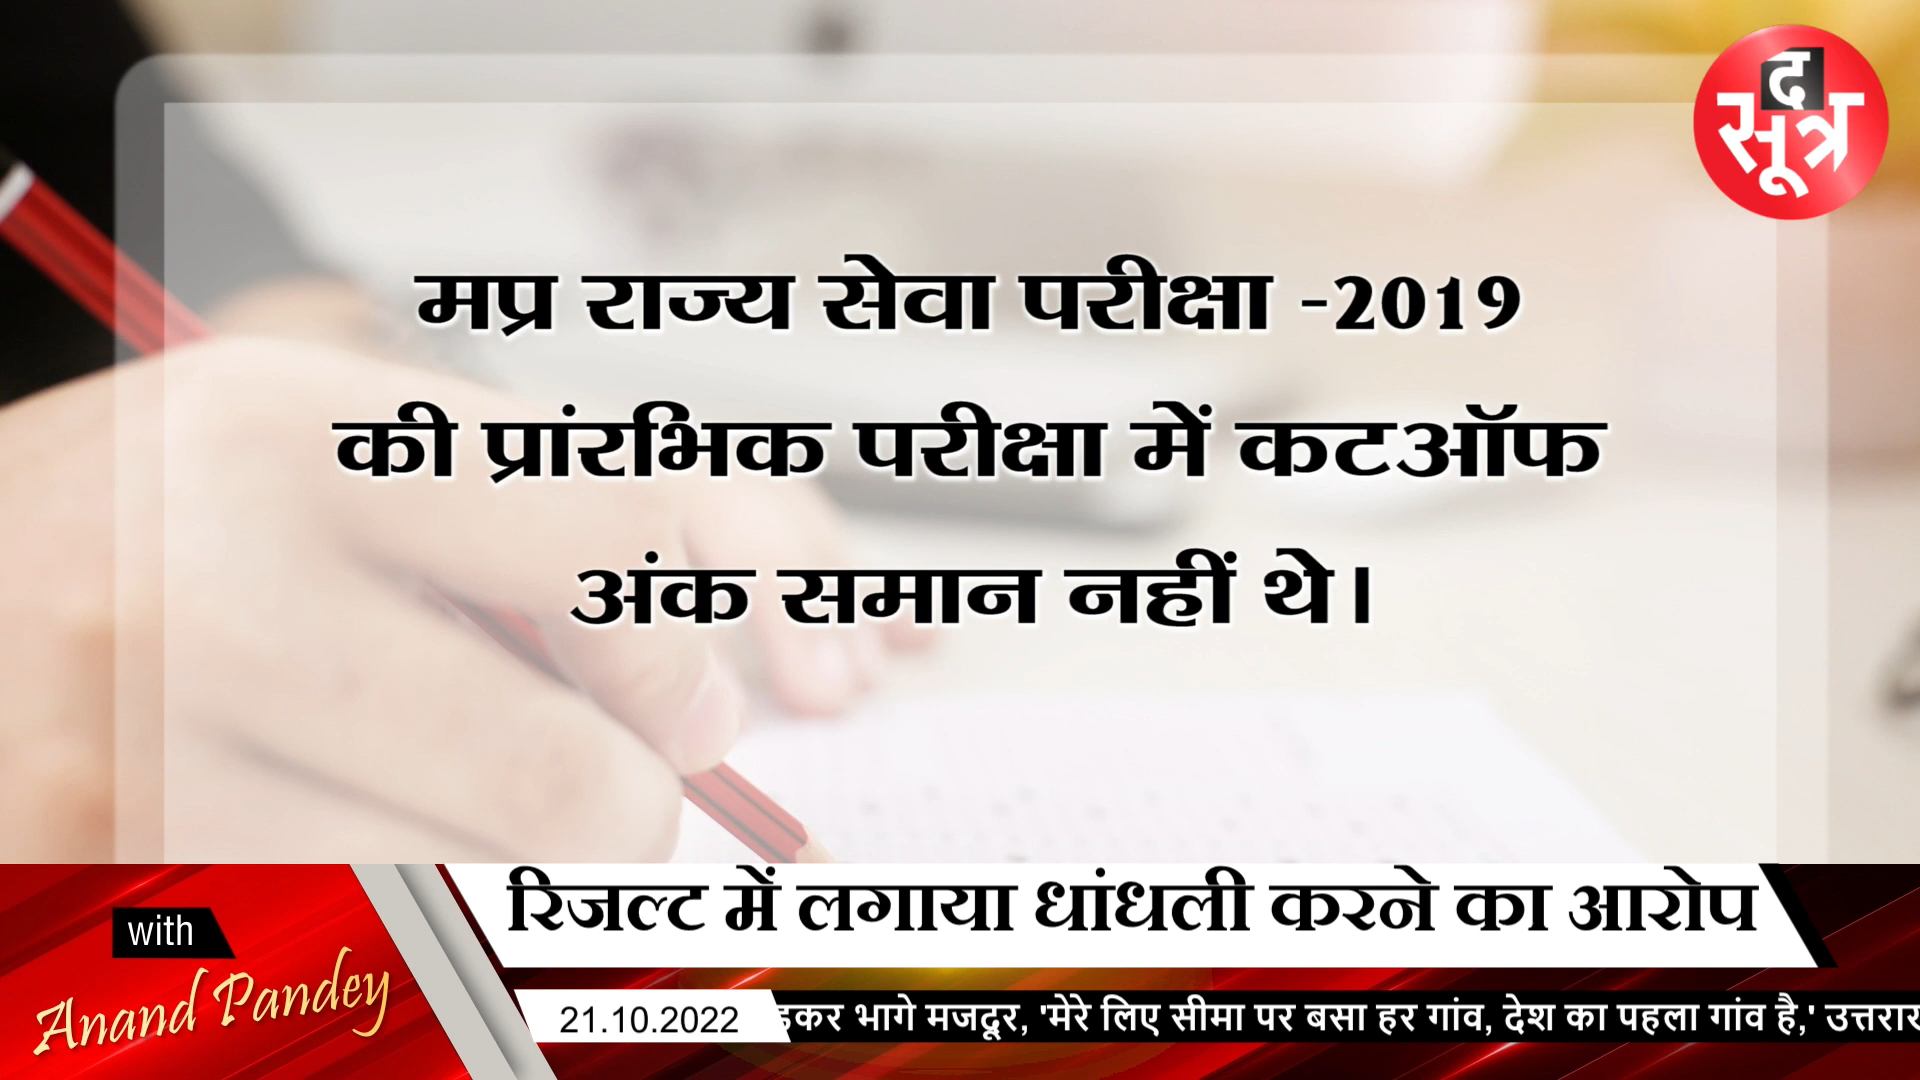 द
सूत्र
मप्र राज्य सेवा परीक्षा -2019
की प्रांरभिक परीक्षा में कटऑफ
अंक समान नहीं थे।
रिजल्ट में लगाया धांधली करने का आरोप
with
Anand Pandey
21.10.2022
भागे मजदूर, 'मेरे लिए सीमा पर बसा हर गांव, देश का पहला गांव है,'